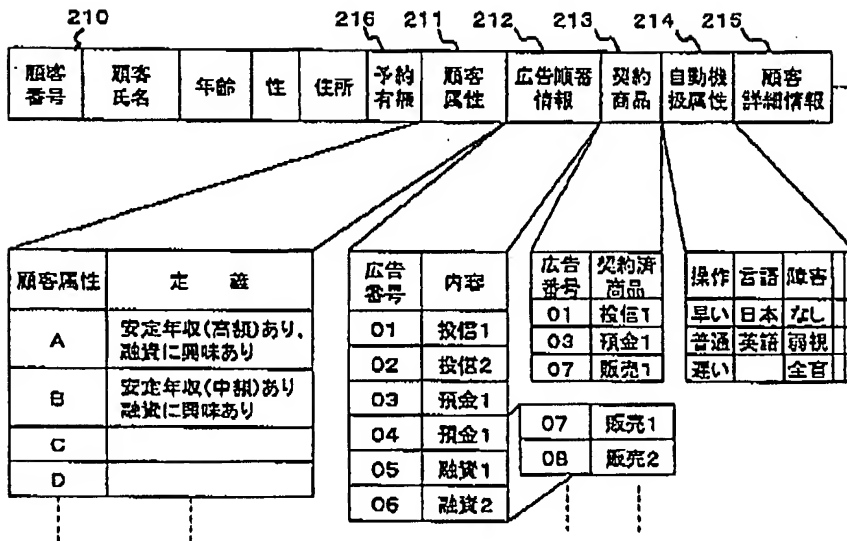 210 216 211 212 213 214 215
顧客番号 顧客氏名 年齢 性 住所 予約有無 顧客属性 広告順番情報 契約商品 自動機扱属性 顧客詳細情報
顧客属性 定義
A 安定年収(高額)あり、融資に興味あり
B 安定年収(中額)あり 融資に興味あり
C
D
広告番号 内容
01 投信1
02 投信2
03 預金1
04 預金1
05 融資1
06 融資2
07 販売1
08 販売2
広告番号 契約済商品
01 投信1
03 預金1
07 販売1
操作 言語 障害
早い 日本 なし
普通 英語 弱視
遅い 全盲